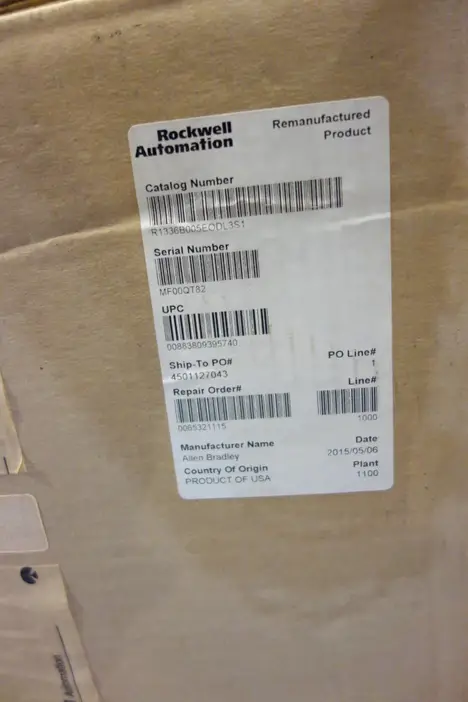 Rockwell
Automation
Remanufactured
Product
Catalog Number
R1336B005EODL3S1
Serial Number
MF00QT82
UPC
00883809395740
Ship-To PO#
4501127043
PO Line#
1
Repair Order#
0065321115
Line#
1000
Manufacturer Name
Allen Bradley
Date
2015/05/06
Country Of Origin
PRODUCT OF USA
Plant
1100
Automation